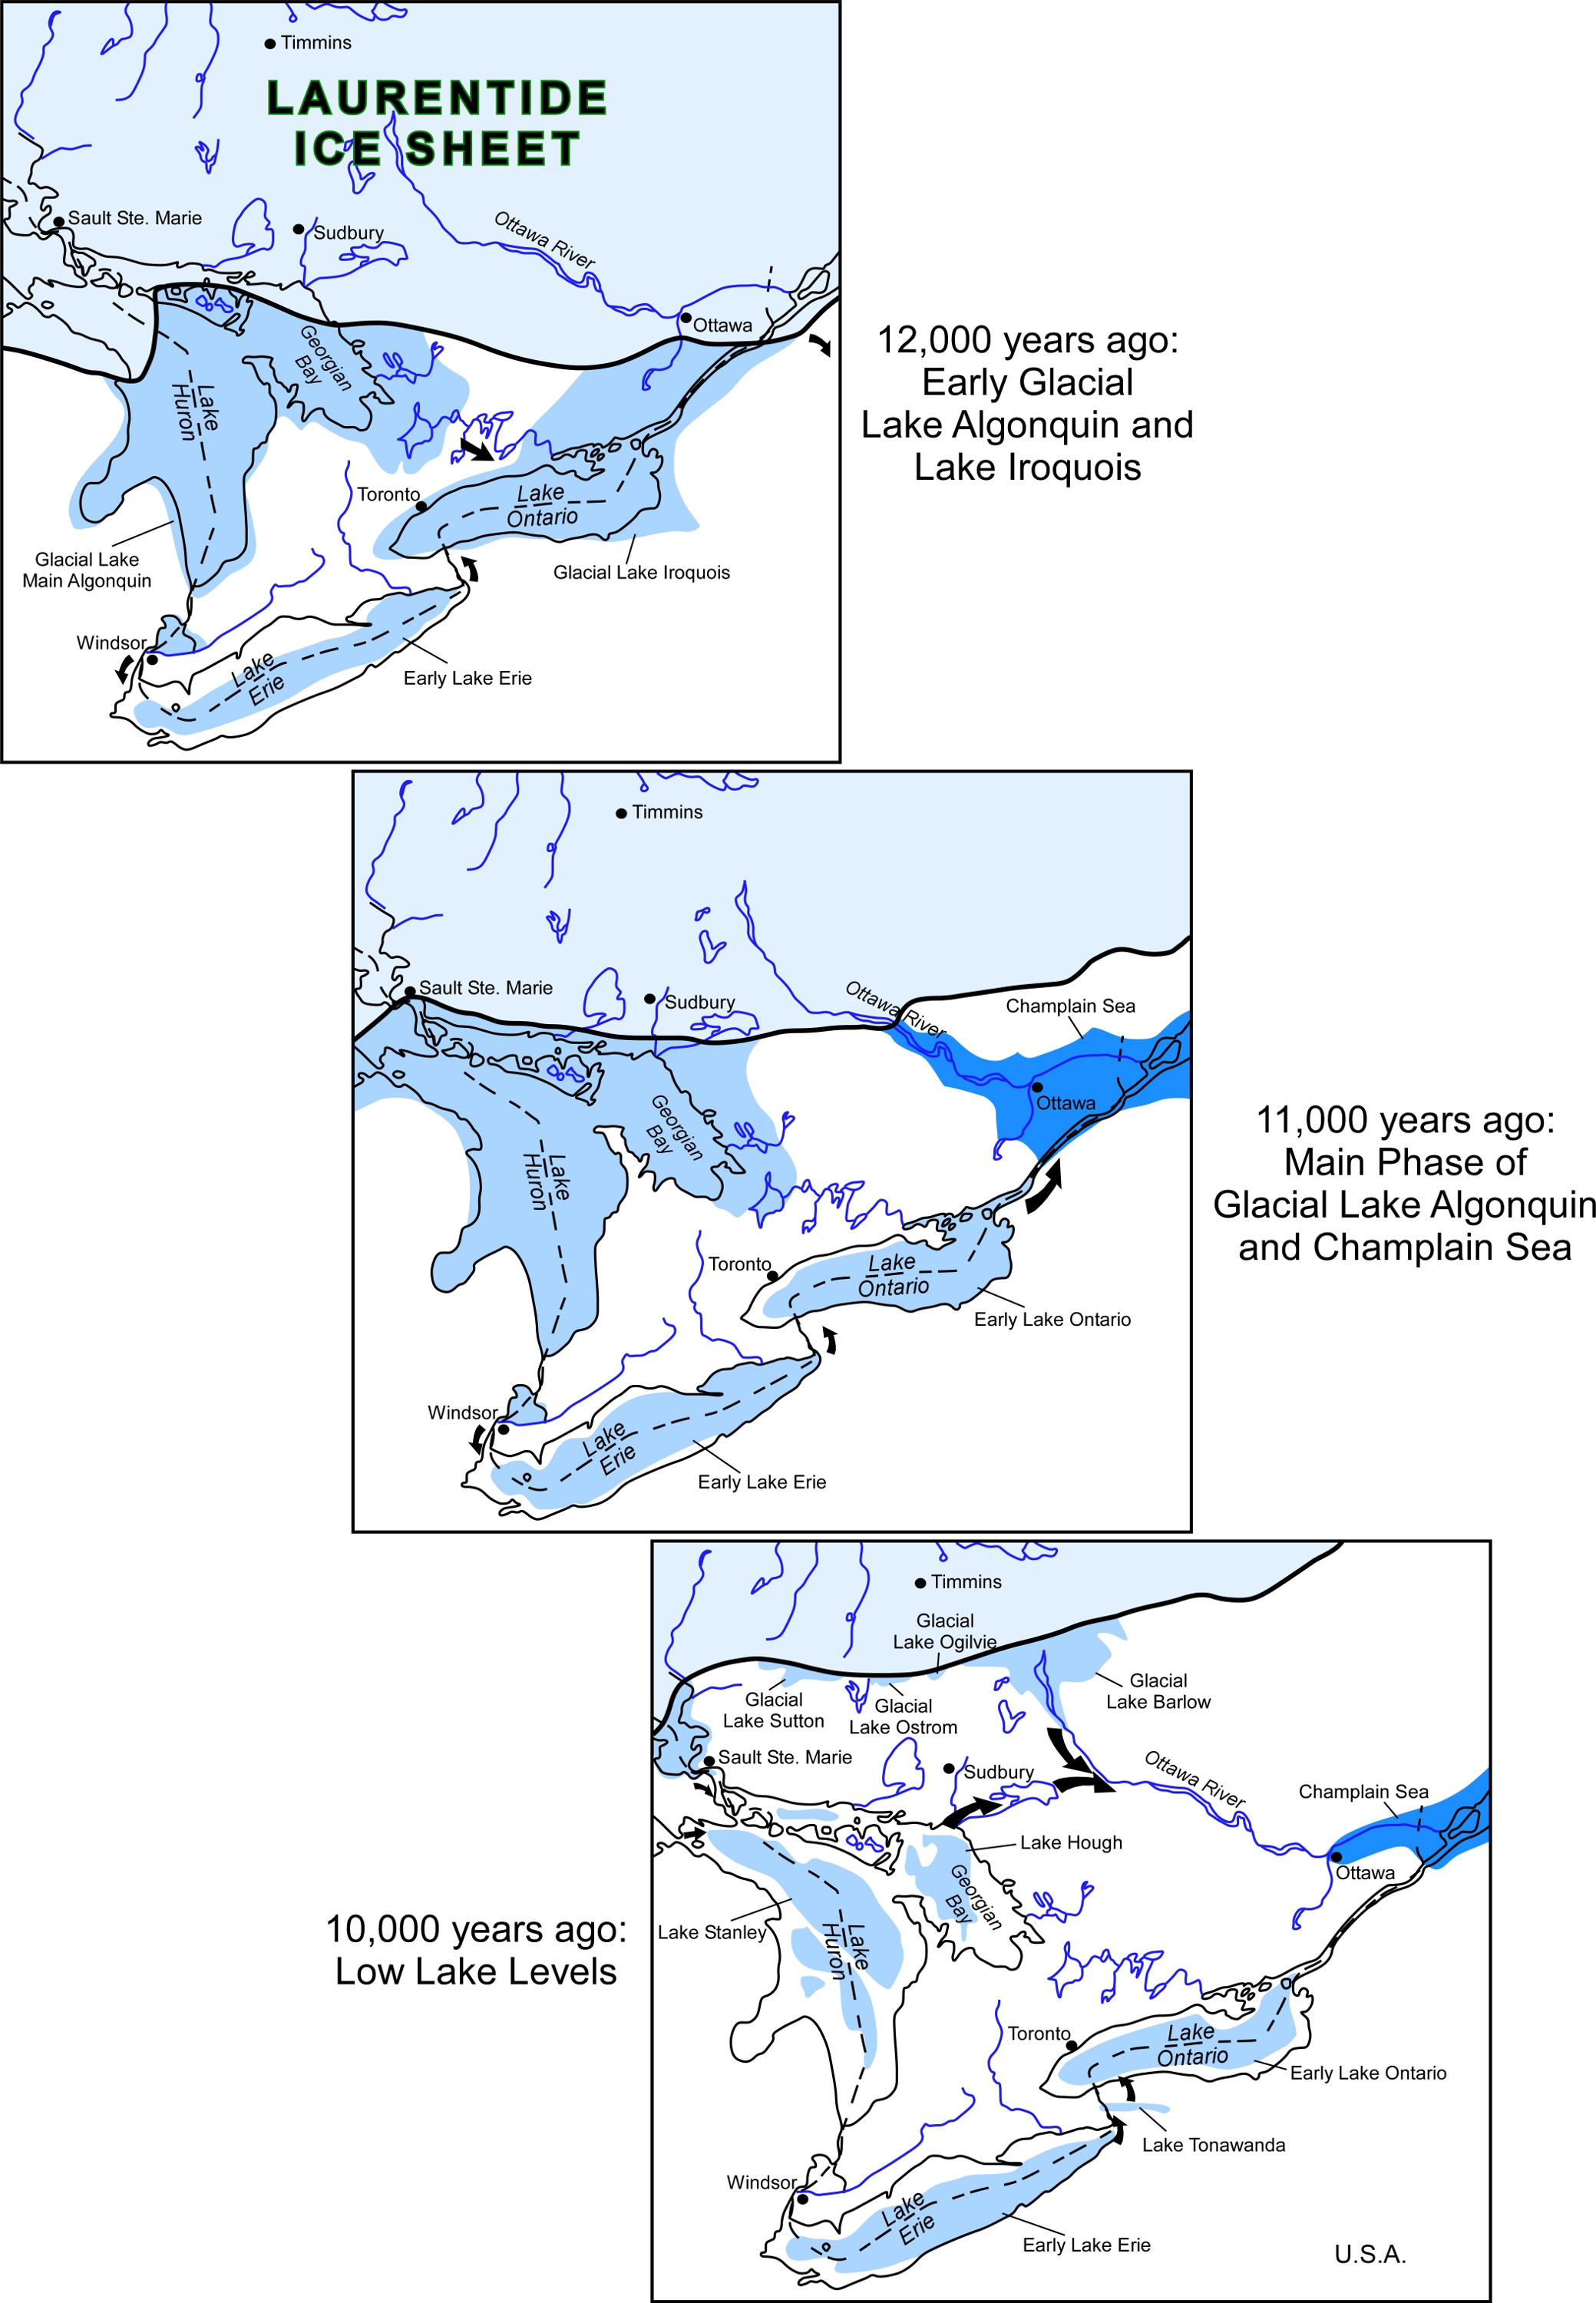 Timmins
LAURENTIDE
ICE SHEET
Sault Ste. Marie
Sudbury
Ottawa River
Ottawa
Georgian
Bay
Lake
Huron
Toronto
Lake
Ontario
Glacial Lake
Main Algonquin
Glacial Lake Iroquois
Windsor
Lake
Erie
Early Lake Erie
12,000 years ago:
Early Glacial
Lake Algonquin and
Lake Iroquois
Timmins
Sault Ste. Marie
Sudbury
Ottawa River
Champlain Sea
Ottawa
Georgian
Bay
Lake
Huron
Toronto
Lake
Ontario
Early Lake Ontario
Windsor
Lake
Erie
Early Lake Erie
11,000 years ago:
Main Phase of
Glacial Lake Algonquin
and Champlain Sea
Timmins
Glacial
Lake Ogilvie
Glacial
Lake Sutton
Glacial
Lake Ostrom
Glacial
Lake Barlow
Sault Ste. Marie
Sudbury
Ottawa River
Champlain Sea
Lake Hough
Ottawa
Georgian
Bay
Lake Stanley
Lake
Huron
Toronto
Lake
Ontario
Early Lake Ontario
Lake Tonawanda
Windsor
Lake
Erie
Early Lake Erie
U.S.A.
10,000 years ago:
Low Lake Levels